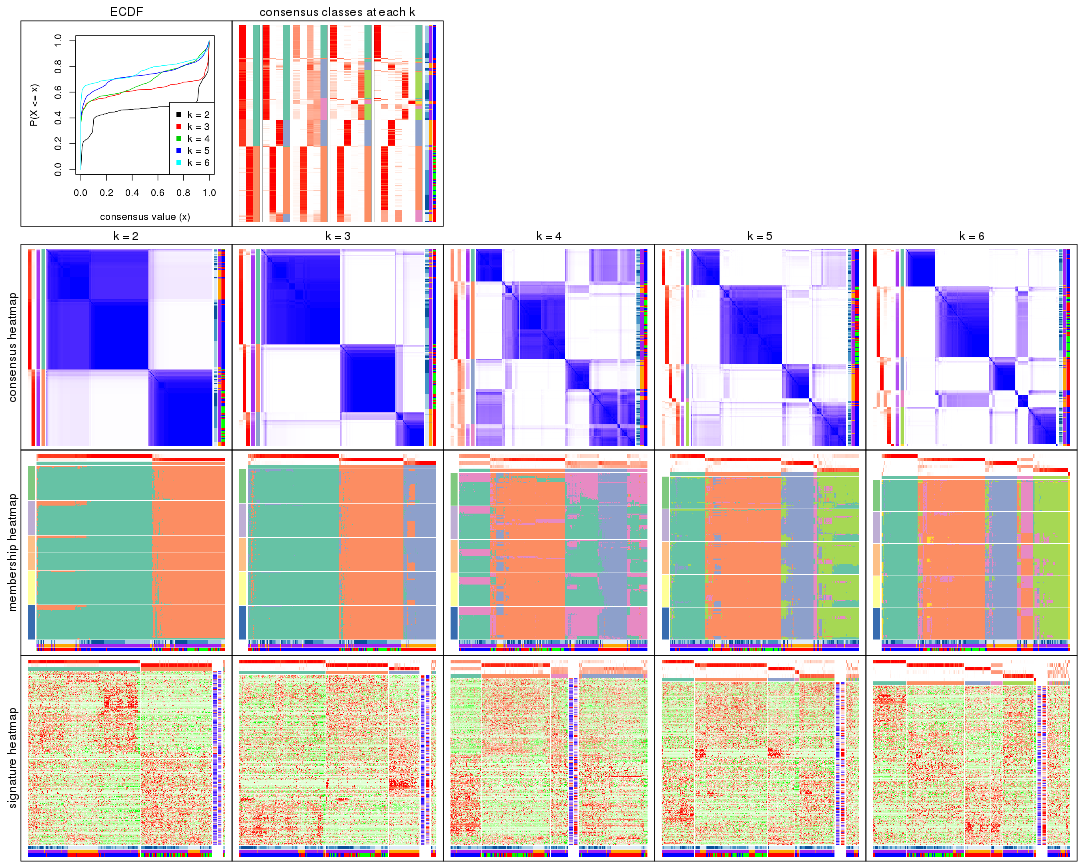 ECDF
consensus classes at each k
P(X <= x)
1.0
0.8
0.6
0.4
0.2
0.0
k = 2
k = 3
k = 4
k = 5
k = 6
0.0 0.2 0.4 0.6 0.8 1.0
consensus value (x)
k = 2
k = 3
k = 4
k = 5
k = 6
consensus heatmap
membership heatmap
signature heatmap